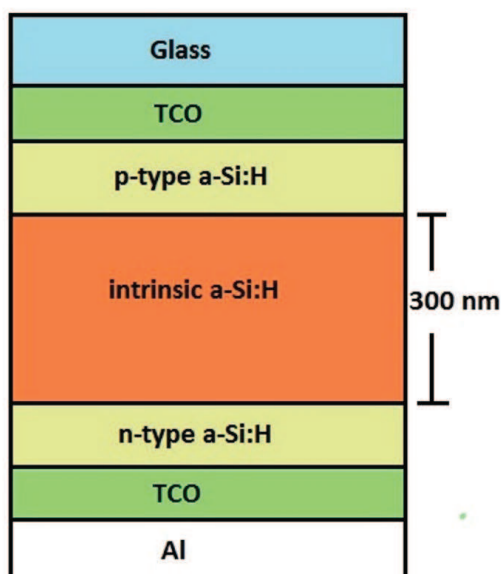 Glass
TCO
p-type a-Si:H
intrinsic a-Si:H
300 nm
n-type a-Si:H
TCO
Al